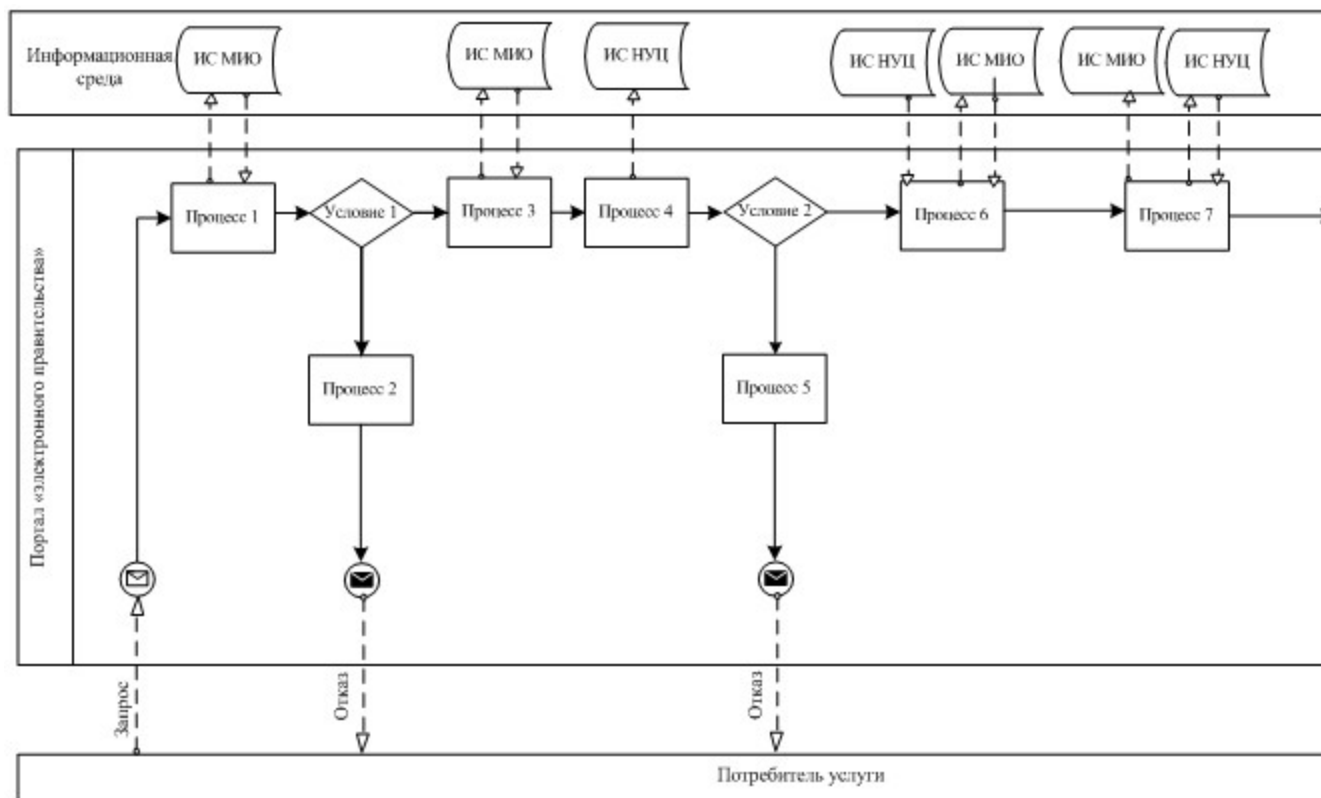 Информационная
среда
ИС МИО
ИС МИО
ИС НУЦ
ИС НУЦ
ИС МИО
ИС МИО
ИС НУЦ
Портал «электронного правительства»
Процесс 1
Условие 1
Процесс 3
Процесс 4
Условие 2
Процесс 6
Процесс 7
Процесс 2
Процесс 5
Запрос
Отказ
Отказ
Потребитель услуги